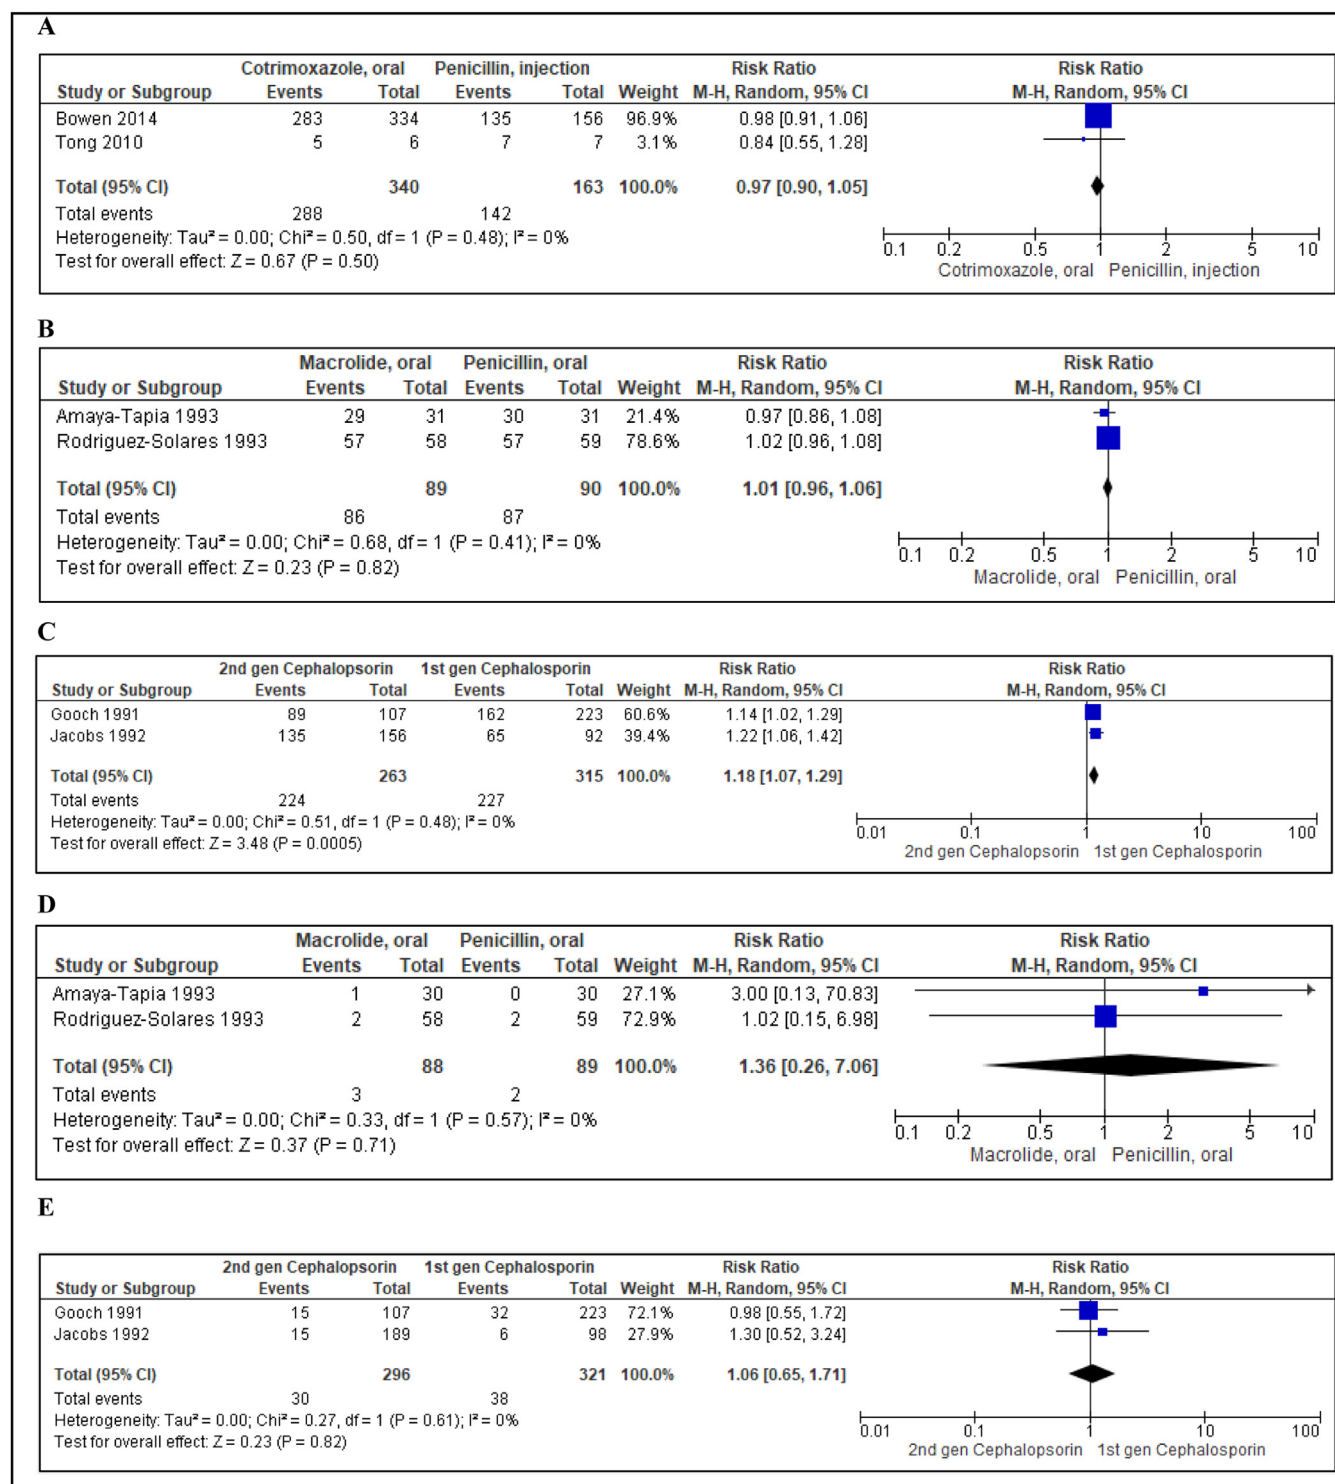 A
Cotrimoxazole, oral Penicillin, injection Risk Ratio Risk Ratio
Study or Subgroup Events Total Events Total Weight M-H, Random, 95% CI M-H, Random, 95% CI
Bowen 2014 283 334 135 156 96.9% 0.98 [0.91, 1.06]
Tong 2010 5 6 7 7 3.1% 0.84 [0.55, 1.28]
Total (95% CI) 340 163 100.0% 0.97 [0.90, 1.05]
Total events 288 142
Heterogeneity: Tau² = 0.00; Chi² = 0.50, df = 1 (P = 0.48); I² = 0%
Test for overall effect: Z = 0.67 (P = 0.50)
0.1 0.2 0.5 1 2 5 10
Cotrimoxazole, oral Penicillin, injection
B
Macrolide, oral Penicillin, oral Risk Ratio Risk Ratio
Study or Subgroup Events Total Events Total Weight M-H, Random, 95% CI M-H, Random, 95% CI
Amaya-Tapia 1993 29 31 30 31 21.4% 0.97 [0.86, 1.08]
Rodriguez-Solares 1993 57 58 57 59 78.6% 1.02 [0.96, 1.08]
Total (95% CI) 89 90 100.0% 1.01 [0.96, 1.06]
Total events 86 87
Heterogeneity: Tau² = 0.00; Chi² = 0.68, df = 1 (P = 0.41); I² = 0%
Test for overall effect: Z = 0.23 (P = 0.82)
0.1 0.2 0.5 1 2 5 10
Macrolide, oral Penicillin, oral
C
2nd gen Cephalopsorin 1st gen Cephalosporin Risk Ratio Risk Ratio
Study or Subgroup Events Total Events Total Weight M-H, Random, 95% CI M-H, Random, 95% CI
Gooch 1991 89 107 162 223 60.6% 1.14 [1.02, 1.29]
Jacobs 1992 135 156 65 92 39.4% 1.22 [1.06, 1.42]
Total (95% CI) 263 315 100.0% 1.18 [1.07, 1.29]
Total events 224 227
Heterogeneity: Tau² = 0.00; Chi² = 0.51, df = 1 (P = 0.48); I² = 0%
Test for overall effect: Z = 3.48 (P = 0.0005)
0.01 0.1 1 10 100
2nd gen Cephalopsorin 1st gen Cephalosporin
D
Macrolide, oral Penicillin, oral Risk Ratio Risk Ratio
Study or Subgroup Events Total Events Total Weight M-H, Random, 95% CI M-H, Random, 95% CI
Amaya-Tapia 1993 1 30 0 30 27.1% 3.00 [0.13, 70.83]
Rodriguez-Solares 1993 2 58 2 59 72.9% 1.02 [0.15, 6.98]
Total (95% CI) 88 89 100.0% 1.36 [0.26, 7.06]
Total events 3 2
Heterogeneity: Tau² = 0.00; Chi² = 0.33, df = 1 (P = 0.57); I² = 0%
Test for overall effect: Z = 0.37 (P = 0.71)
0.1 0.2 0.5 1 2 5 10
Macrolide, oral Penicillin, oral
E
2nd gen Cephalopsorin 1st gen Cephalosporin Risk Ratio Risk Ratio
Study or Subgroup Events Total Events Total Weight M-H, Random, 95% CI M-H, Random, 95% CI
Gooch 1991 15 107 32 223 72.1% 0.98 [0.55, 1.72]
Jacobs 1992 15 189 6 98 27.9% 1.30 [0.52, 3.24]
Total (95% CI) 296 321 100.0% 1.06 [0.65, 1.71]
Total events 30 38
Heterogeneity: Tau² = 0.00; Chi² = 0.27, df = 1 (P = 0.61); I² = 0%
Test for overall effect: Z = 0.23 (P = 0.82)
0.01 0.1 1 10 100
2nd gen Cephalopsorin 1st gen Cephalosporin